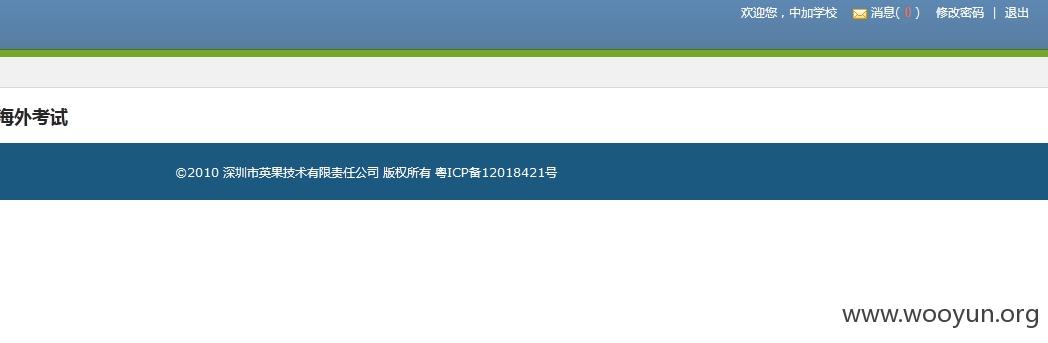 欢迎您，中加学校 消息( 0 ) 修改密码 | 退出
海外考试
©2010 深圳市英果技术有限责任公司 版权所有 粤ICP备12018421号
www.wooyun.org